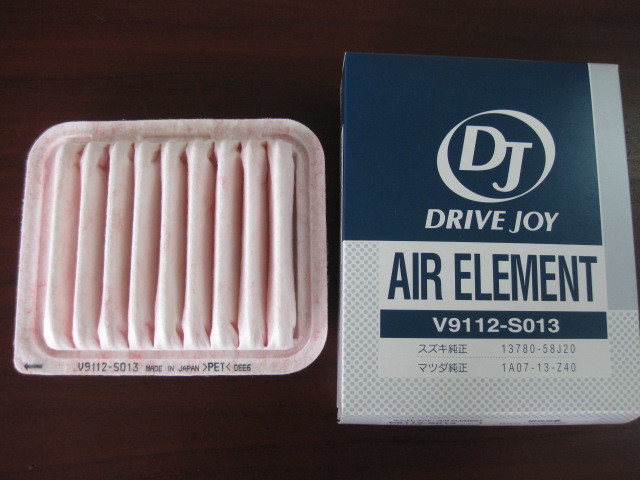 DJ
DRIVE JOY
AIR ELEMENT
V9112-S013
スズキ純正 13780-58J20
マツダ純正 1A07-13-Z40
V9112-S013 MADE IN JAPAN >PET< DEE6